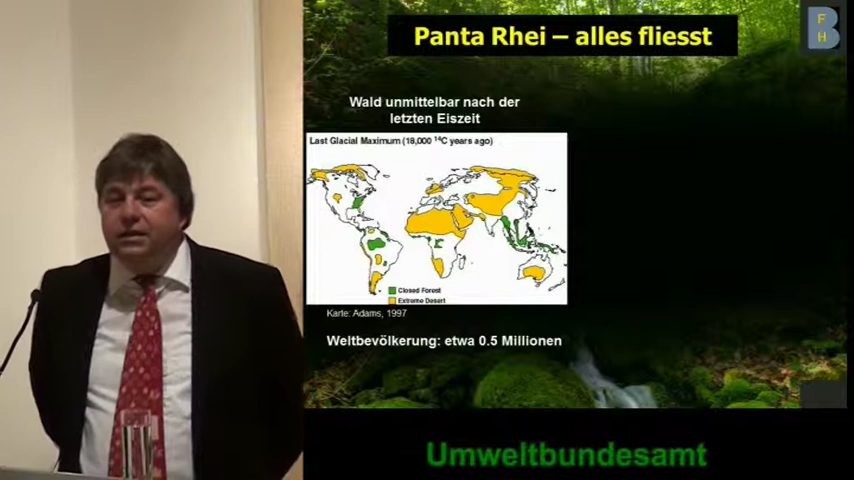 Panta Rhei – alles fliesst
B
F
H
Wald unmittelbar nach der
letzten Eiszeit
Last Glacial Maximum (18,000 14C years ago)
Closed Forest
Extreme Desert
Karte: Adams, 1997
Weltbevölkerung: etwa 0.5 Millionen
Umweltbundesamt